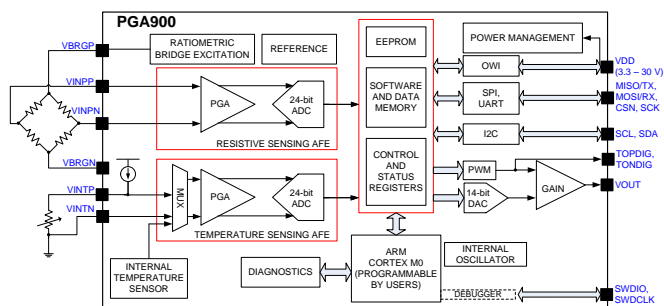 PGA900
VBRGP
RATIOMETRIC
BRIDGE EXCITATION
REFERENCE
EEPROM
POWER MANAGEMENT
VDD
(3.3 – 30 V)
OWI
VINPP
VINPN
PGA
24-bit
ADC
RESISTIVE SENSING AFE
SOFTWARE
AND DATA
MEMORY
SPI,
UART
MISO/TX,
MOSI/RX,
CSN, SCK
I2C
SCL, SDA
VBRGN
VINTP
VINTN
MUX
PGA
24-bit
ADC
TEMPERATURE SENSING AFE
CONTROL
AND
STATUS
REGISTERS
PWM
14-bit
DAC
GAIN
TOPDIG,
TONDIG
VOUT
INTERNAL
TEMPERATURE
SENSOR
DIAGNOSTICS
ARM
CORTEX M0
(PROGRAMMABLE
BY USERS)
INTERNAL
OSCILLATOR
DEBUGGER
SWDIO,
SWDCLK